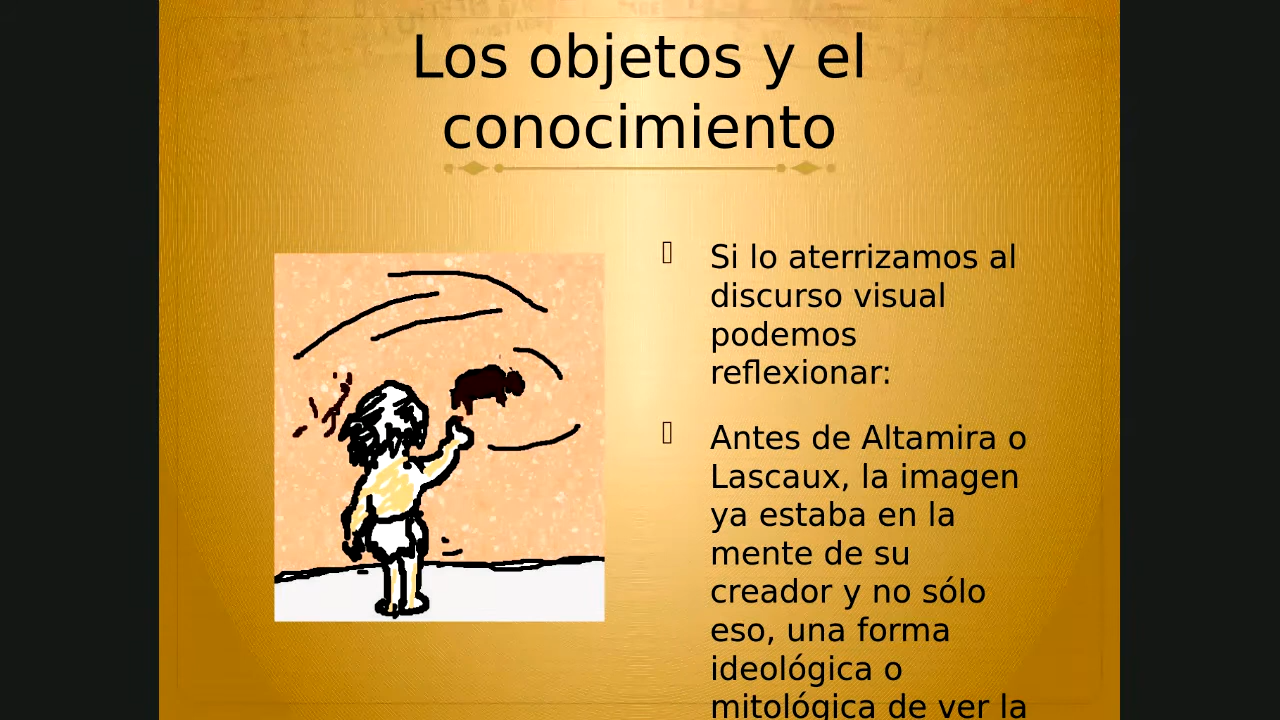 Los objetos y el
conocimiento
Si lo aterrizamos al
discurso visual
podemos
reflexionar:
Antes de Altamira o
Lascaux, la imagen
ya estaba en la
mente de su
creador y no sólo
eso, una forma
ideológica o
mitológica de ver la